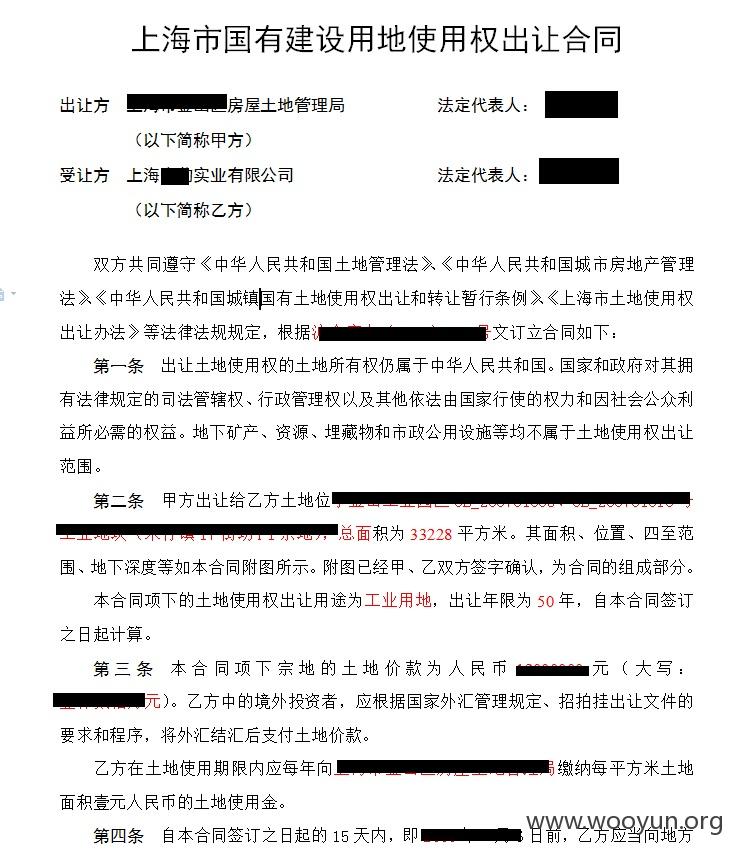 上海市国有建设用地使用权出让合同
出让方 房屋土地管理局 法定代表人：
（以下简称甲方）
受让方 上海 实业有限公司 法定代表人：
（以下简称乙方）
双方共同遵守《中华人民共和国土地管理法》、《中华人民共和国城市房地产管理
法》、《中华人民共和国城镇国有土地使用权出让和转让暂行条例》、《上海市土地使用权
出让办法》等法律法规规定，根据 号文订立合同如下：
第一条 出让土地使用权的土地所有权仍属于中华人民共和国。国家和政府对其拥
有法律规定的司法管辖权、行政管理权以及其他依法由国家行使的权力和因社会公众利
益所必需的权益。地下矿产、资源、埋藏物和市政公用设施等均不属于土地使用权出让
范围。
第二条 甲方出让给乙方土地位
总面积为 33228 平方米。其面积、位置、四至范
围、地下深度等如本合同附图所示。附图已经甲、乙双方签字确认，为合同的组成部分。
本合同项下的土地使用权出让用途为工业用地，出让年限为 50 年，自本合同签订
之日起计算。
第三条 本合同项下宗地的土地价款为人民币 元（大写：
元）。乙方中的境外投资者，应根据国家外汇管理规定、招拍挂出让文件的
要求和程序，将外汇结汇后支付土地价款。
乙方在土地使用期限内应每年向 缴纳每平方米土地
面积壹元人民币的土地使用金。
第四条 自本合同签订之日起的 15 天内，即 日前，乙方应当向地方
www.wooyun.org